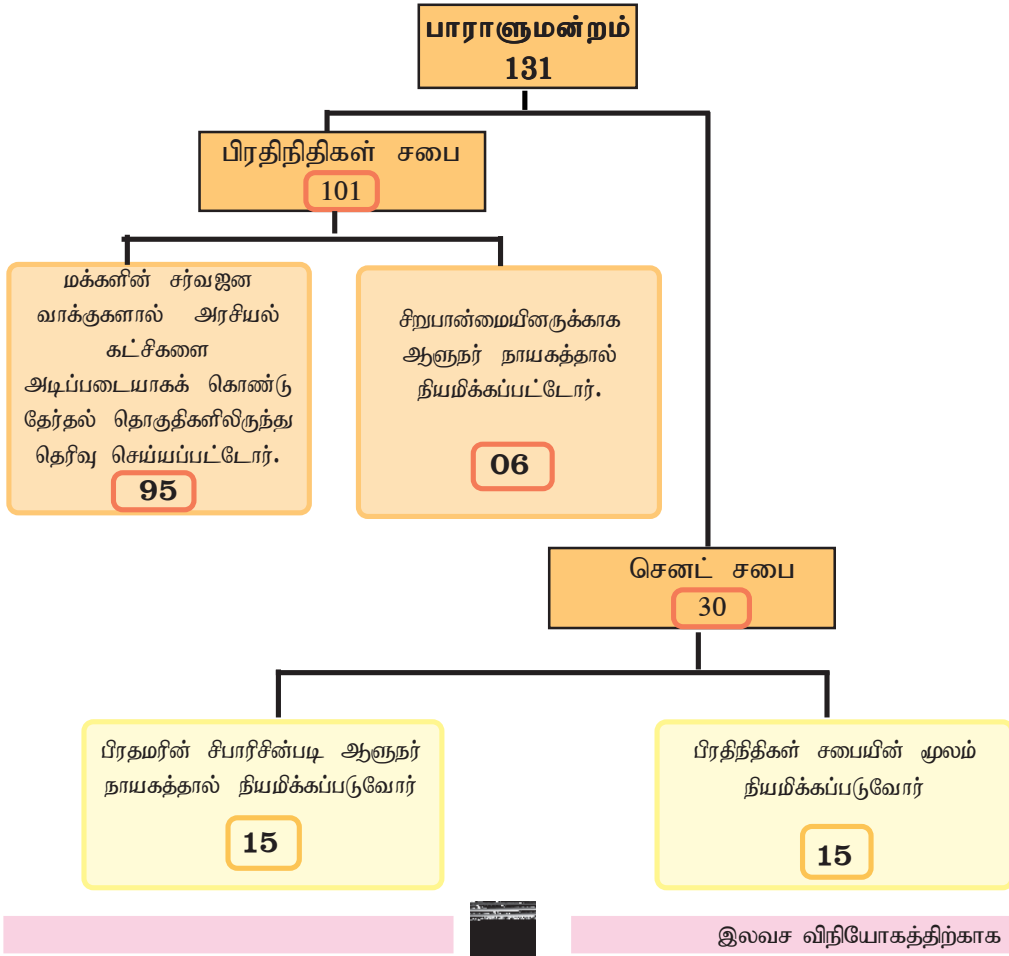 பாராளுமன்றம்
131
பிரதிநிதிகள் சபை
101
மக்களின் சர்வஜன
வாக்குகளால் அரசியல்
கட்சிகளை
அடிப்படையாகக் கொண்டு
தேர்தல் தொகுதிகளிலிருந்து
தெரிவு செய்யப்பட்டோர்.
95
சிறுபான்மையினருக்காக
ஆளுநர் நாயகத்தால்
நியமிக்கப்பட்டோர்.
06
செனட் சபை
30
பிரதமரின் சிபாரிசின்படி ஆளுநர்
நாயகத்தால் நியமிக்கப்படுவோர்
15
பிரதிநிதிகள் சபையின் மூலம்
நியமிக்கப்படுவோர்
15
இலவச விநியோகத்திற்காக